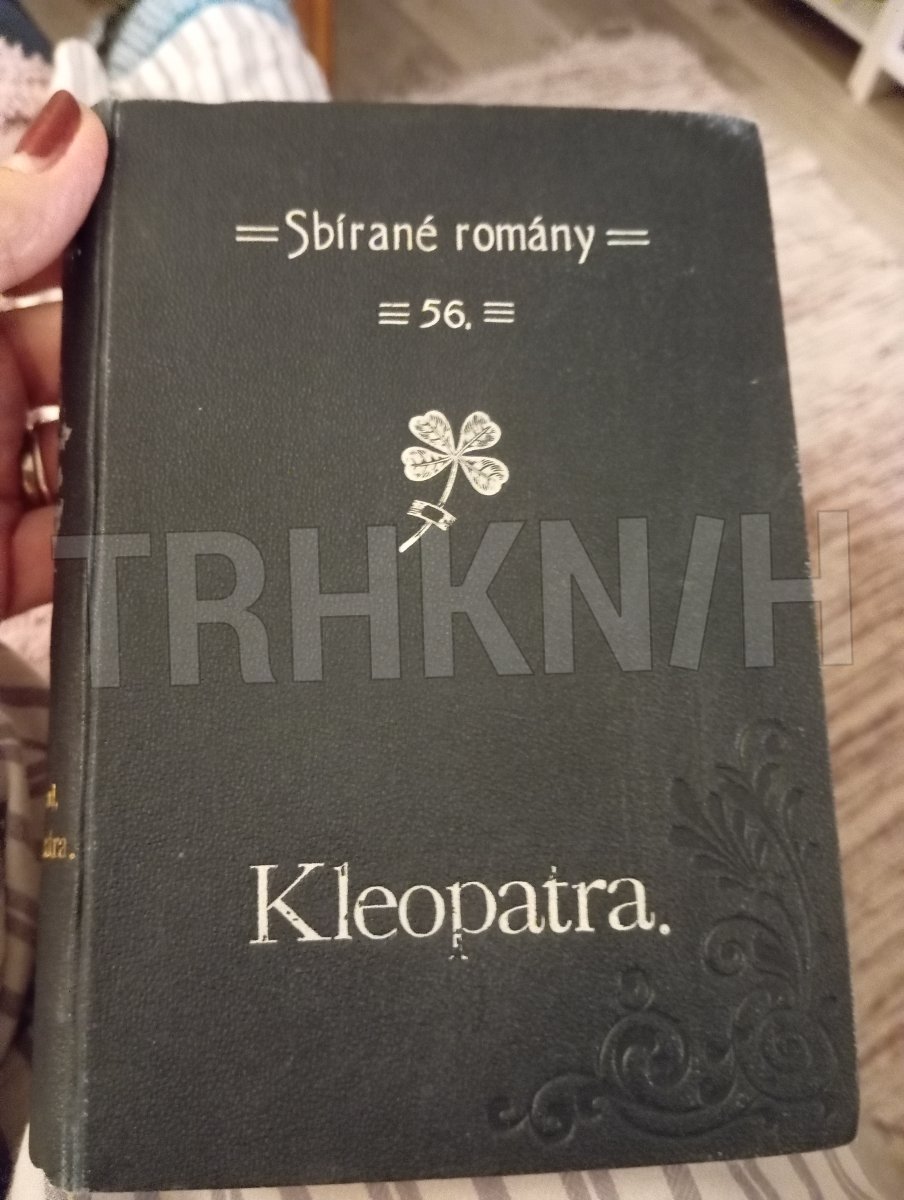 =Sbírané romány=
≡56.≡
TRHKNIH
Kleopatra.